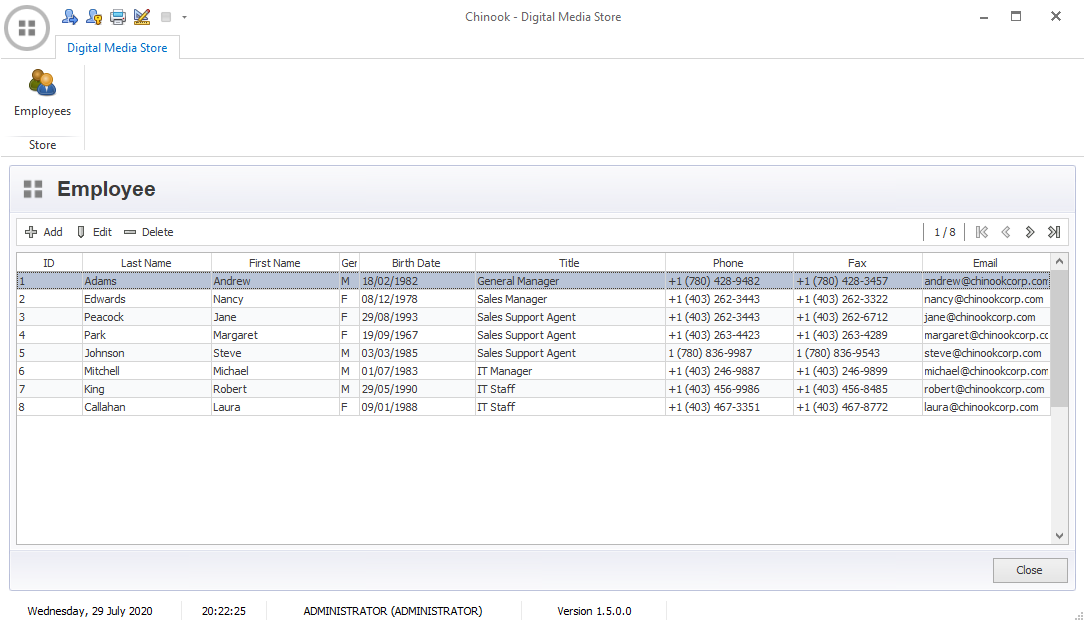 Chinook - Digital Media Store
Digital Media Store
Employees
Store
Employee
Add Edit Delete 1 / 8
ID Last Name First Name Ger Birth Date Title Phone Fax Email
1 Adams Andrew M 18/02/1982 General Manager +1 (780) 428-9482 +1 (780) 428-3457 andrew@chinookcorp.com
2 Edwards Nancy F 08/12/1978 Sales Manager +1 (403) 262-3443 +1 (403) 262-3322 nancy@chinookcorp.com
3 Peacock Jane F 29/08/1993 Sales Support Agent +1 (403) 262-3443 +1 (403) 262-6712 jane@chinookcorp.com
4 Park Margaret F 19/09/1967 Sales Support Agent +1 (403) 263-4423 +1 (403) 263-4289 margaret@chinookcorp.cc
5 Johnson Steve M 03/03/1985 Sales Support Agent 1 (780) 836-9987 1 (780) 836-9543 steve@chinookcorp.com
6 Mitchell Michael M 01/07/1983 IT Manager +1 (403) 246-9887 +1 (403) 246-9899 michael@chinookcorp.com
7 King Robert M 29/05/1990 IT Staff +1 (403) 456-9986 +1 (403) 456-8485 robert@chinookcorp.com
8 Callahan Laura F 09/01/1988 IT Staff +1 (403) 467-3351 +1 (403) 467-8772 laura@chinookcorp.com
Close
Wednesday, 29 July 2020 20:22:25 ADMINISTRATOR (ADMINISTRATOR) Version 1.5.0.0